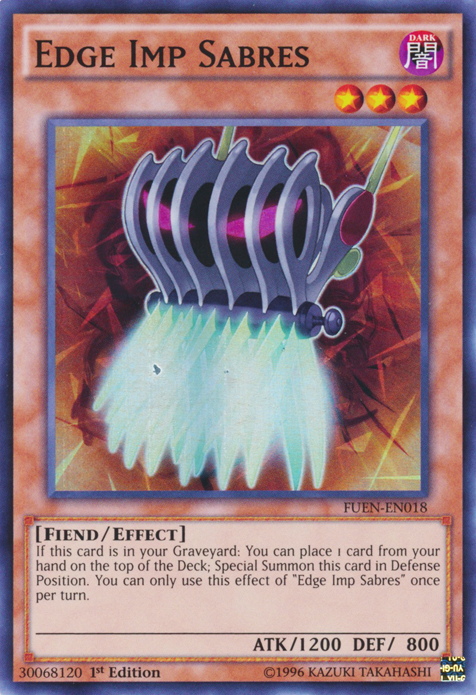 EDGE IMP SABRES
DARK
闇
FUEN-EN018
[FIEND/EFFECT]
If this card is in your Graveyard: You can place 1 card from your
hand on the top of the Deck; Special Summon this card in Defense
Position. You can only use this effect of "Edge Imp Sabres" once
per turn.
ATK/1200 DEF/ 800
30068120 1st Edition ©1996 KAZUKI TAKAHASHI